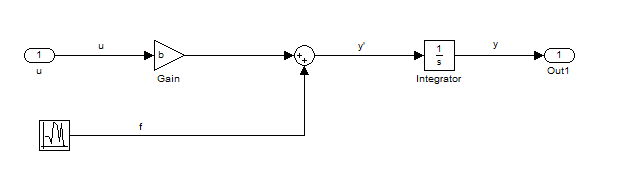 u
y'
y
1
b
+
+
1
s
1
u
Gain
Integrator
Out1
f